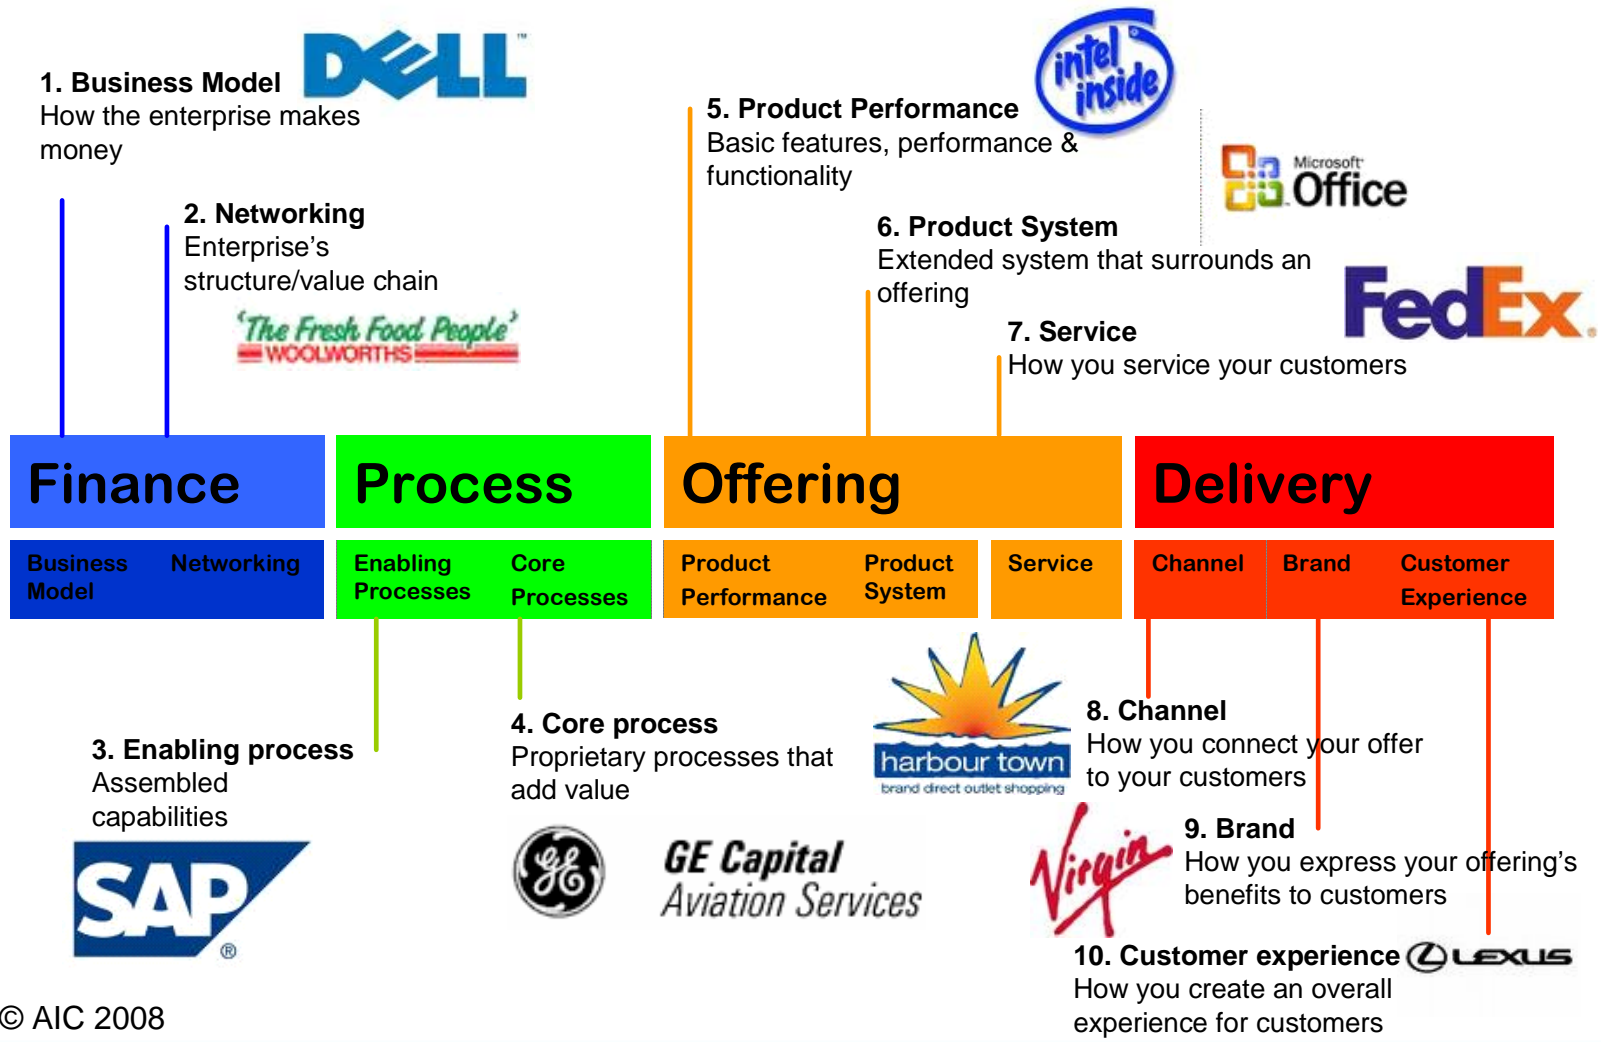 DELL™
1. Business Model
How the enterprise makes
money
2. Networking
Enterprise's
structure/value chain
'The Fresh Food People'
WOOLWORTHS
intel
inside
5. Product Performance
Basic features, performance &
functionality
Microsoft
Office
6. Product System
Extended system that surrounds an
offering
FedEx®
7. Service
How you service your customers
Finance
Process
Offering
Delivery
Business
Model
Networking
Enabling
Processes
Core
Processes
Product
Performance
Product
System
Service
Channel
Brand
Customer
Experience
3. Enabling process
Assembled
capabilities
SAP®
4. Core process
Proprietary processes that
add value
GE
GE Capital
Aviation Services
harbour town
brand direct outlet shopping
8. Channel
How you connect your offer
to your customers
Virgin
9. Brand
How you express your offering's
benefits to customers
10. Customer experience
How you create an overall
experience for customers
LEXUS
© AIC 2008